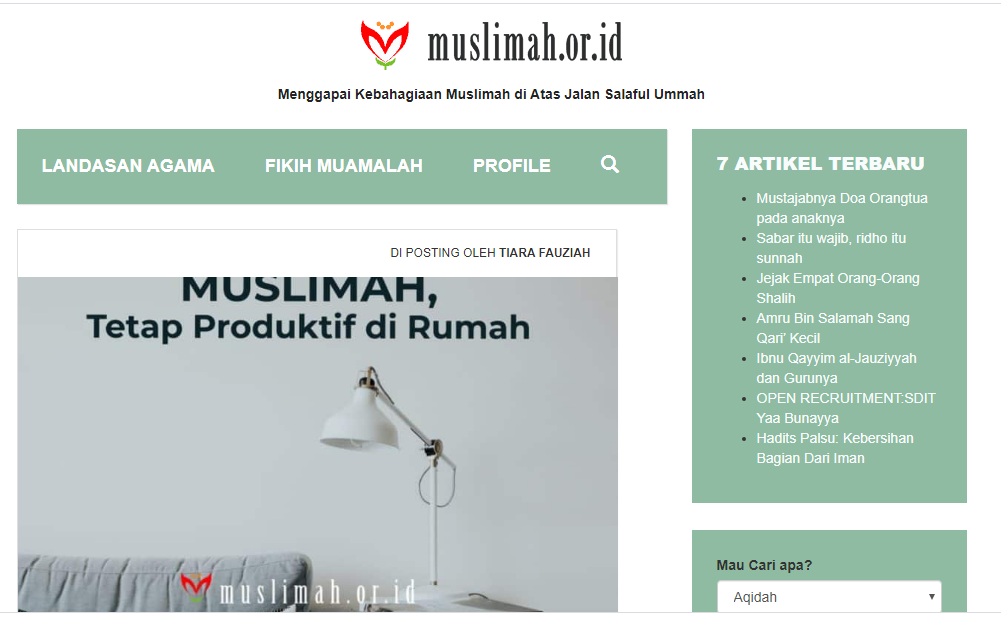 muslimah.or.id
Menggapai Kebahagiaan Muslimah di Atas Jalan Salaful Ummah
LANDASAN AGAMA
FIKIH MUAMALAH
PROFILE
DI POSTING OLEH TIARA FAUZIAH
MUSLIMAH,
Tetap Produktif di Rumah
muslimah.or.id
7 ARTIKEL TERBARU
Mustajabnya Doa Orangtua
pada anaknya
Sabar itu wajib, ridho itu
sunnah
Jejak Empat Orang-Orang
Shalih
Amru Bin Salamah Sang
Qari' Kecil
Ibnu Qayyim al-Jauziyyah
dan Gurunya
OPEN RECRUITMENT:SDIT
Yaa Bunayya
Hadits Palsu: Kebersihan
Bagian Dari Iman
Mau Cari apa?
Aqidah